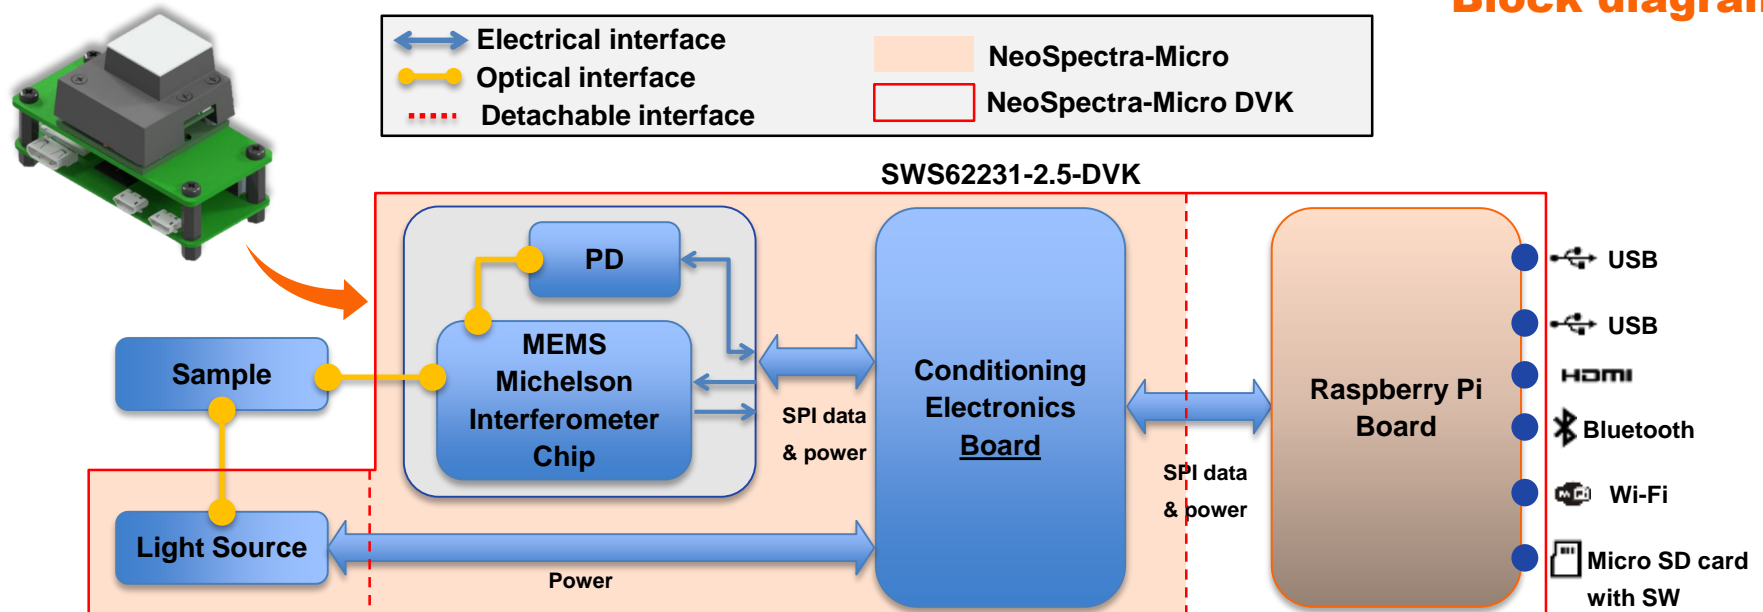 Block diagram
Electrical interface
Optical interface
Detachable interface
NeoSpectra-Micro
NeoSpectra-Micro DVK
SWS62231-2.5-DVK
PD
MEMS
Michelson
Interferometer
Chip
Sample
Light Source
SPI data
& power
Power
Conditioning
Electronics
Board
SPI data
& power
Raspberry Pi
Board
USB
USB
HDMI
Bluetooth
Wi-Fi
Wi-Fi
Micro SD card
with SW